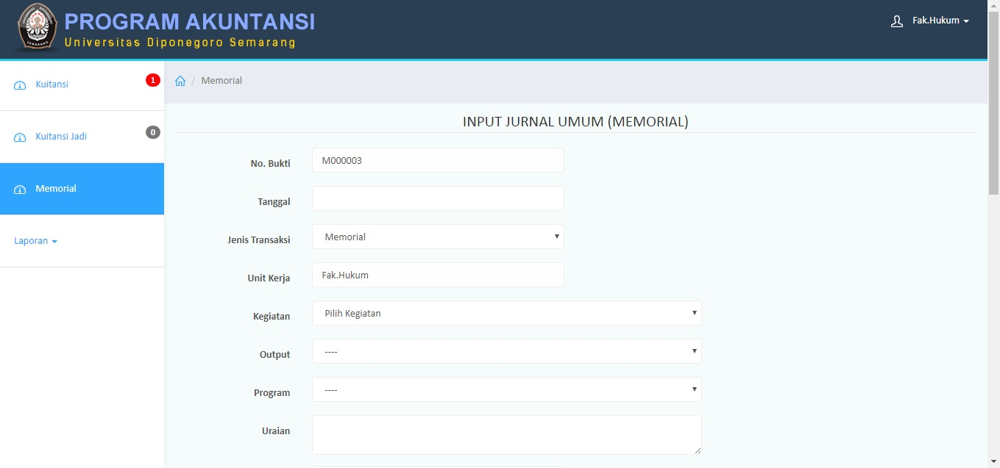 PROGRAM AKUNTANSI
Universitas Diponegoro Semarang
Fak.Hukum
Kuitansi
1
Kuitansi Jadi
0
Memorial
Laporan
/ Memorial
INPUT JURNAL UMUM (MEMORIAL)
No. Bukti
M000003
Tanggal
Jenis Transaksi
Memorial
Unit Kerja
Fak.Hukum
Kegiatan
Pilih Kegiatan
Output
----
Program
----
Uraian